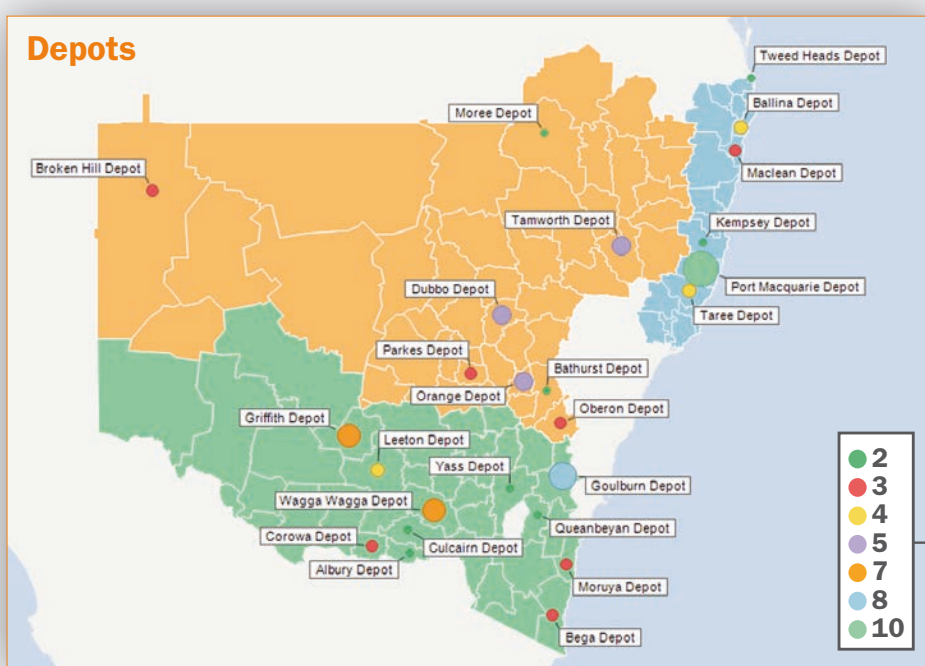 Depots
Tweed Heads Depot
Ballina Depot
Moree Depot
Broken Hill Depot
Maclean Depot
Tamworth Depot
Kempsey Depot
Dubbo Depot
Port Macquarie Depot
Taree Depot
Parkes Depot
Bathurst Depot
Orange Depot
Oberon Depot
Griffith Depot
Leeton Depot
Yass Depot
Goulburn Depot
Wagga Wagga Depot
Queanbeyan Depot
Corowa Depot
Culcairn Depot
Albury Depot
Moruya Depot
Bega Depot
2
3
4
5
7
8
10